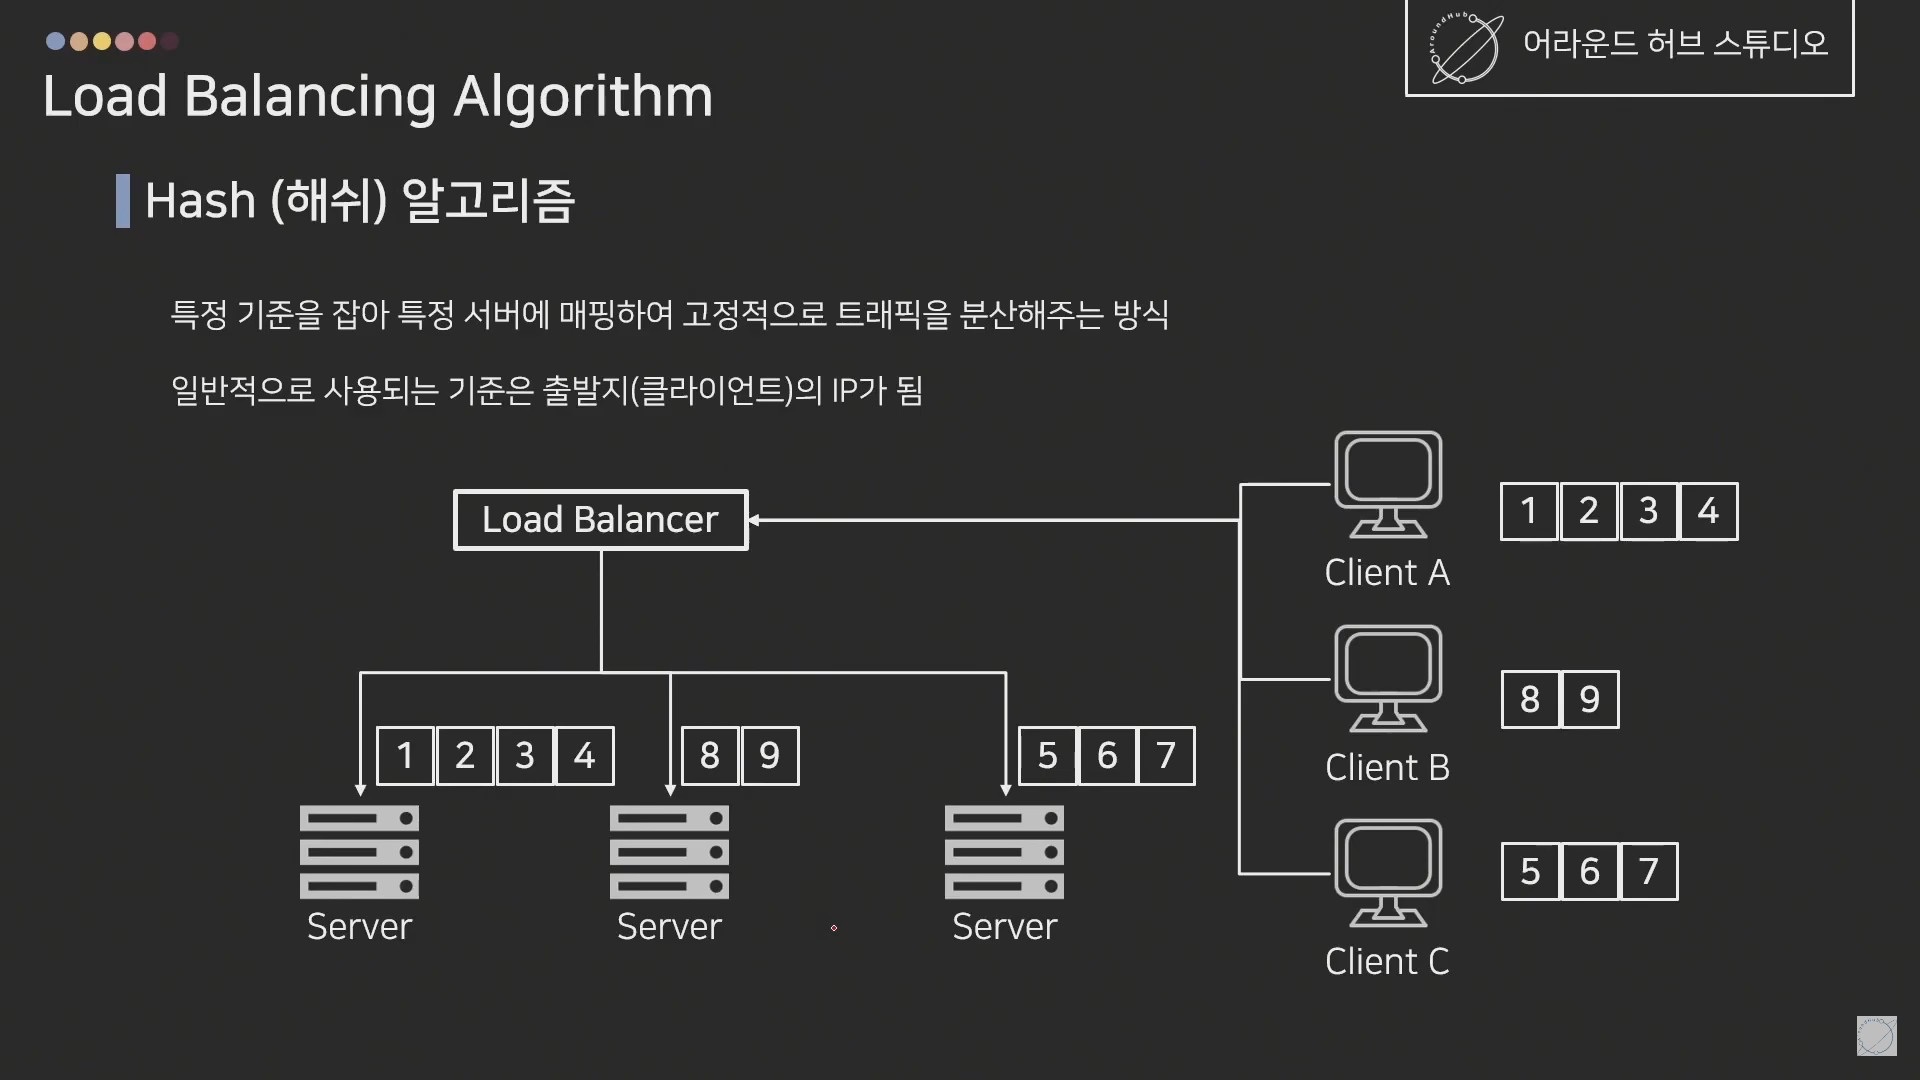 AroundHub
어라운드 허브 스튜디오
Load Balancing Algorithm
Hash (해쉬) 알고리즘
특정 기준을 잡아 특정 서버에 매핑하여 고정적으로 트래픽을 분산해주는 방식
일반적으로 사용되는 기준은 출발지(클라이언트)의 IP가 됨
Load Balancer
1 2 3 4
Client A
8 9
Client B
5 6 7
Client C
1 2 3 4
8 9
5 6 7
Server
Server
Server